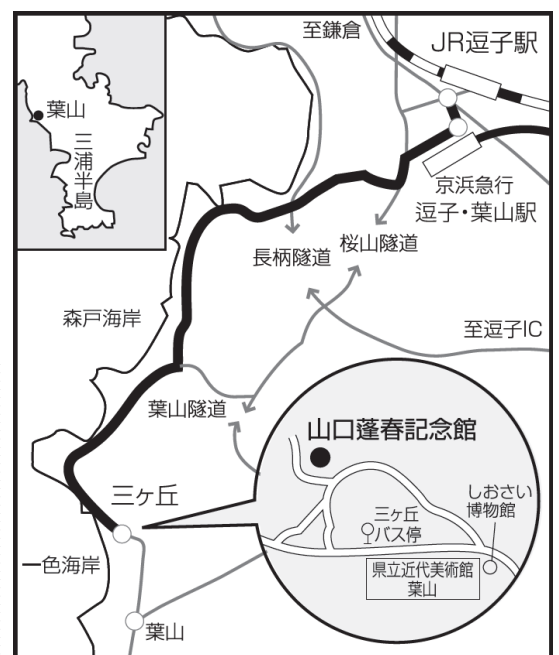 至鎌倉
JR逗子駅
葉山
三浦半島
京浜急行
逗子・葉山駅
桜山隧道
長柄隧道
森戸海岸
至逗子IC
葉山隧道
山口蓬春記念館
三ヶ丘
しおさい
博物館
三ヶ丘
バス停
県立近代美術館
葉山
一色海岸
葉山